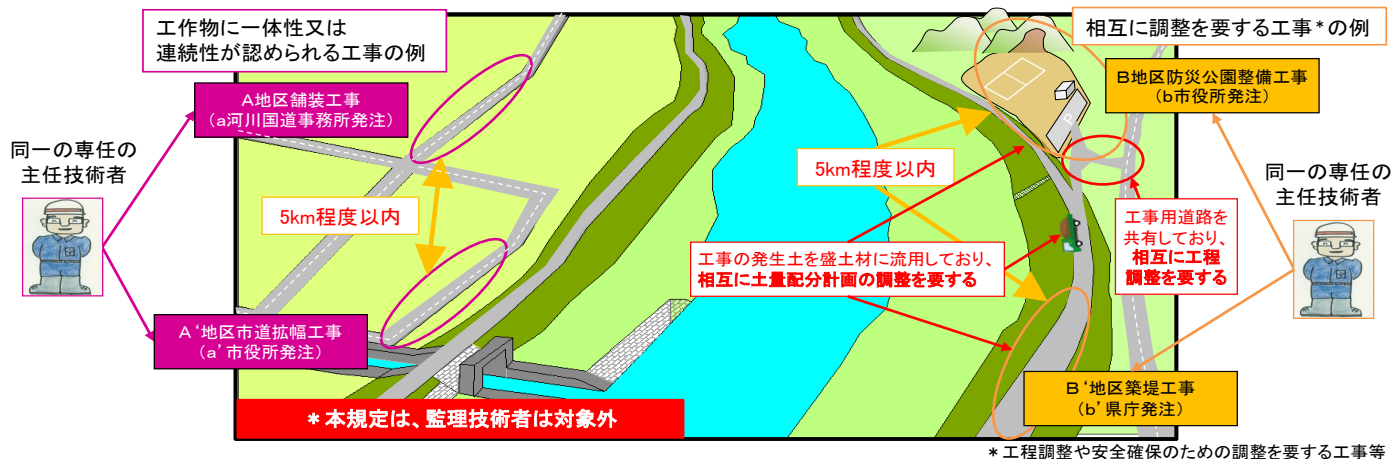 工作物に一体性又は
連続性が認められる工事の例
A地区舗装工事
(a河川国道事務所発注)
同一の専任の
主任技術者
5km程度以内
A‘地区市道拡幅工事
(a’市役所発注)
＊本規定は、監理技術者は対象外
相互に調整を要する工事*の例
B地区防災公園整備工事
(b市役所発注)
P
5km程度以内
同一の専任の
主任技術者
工事用道路を
共有しており、
相互に工程
調整を要する
工事の発生土を盛土材に流用しており、
相互に土量配分計画の調整を要する
B‘地区築堤工事
(b’県庁発注)
＊工程調整や安全確保のための調整を要する工事等